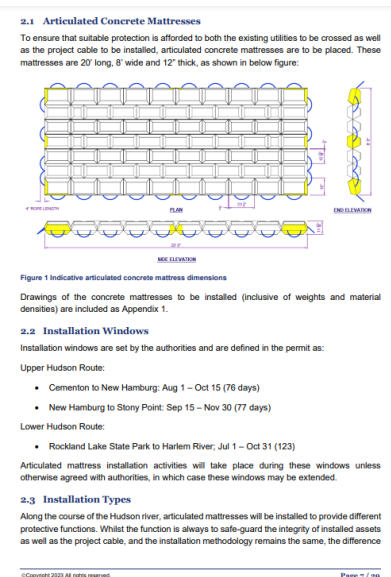 2.1 Articulated Concrete Mattresses
To ensure that suitable protection is afforded to both the existing utilities to be crossed as well
as the project cable to be installed, articulated concrete mattresses are to be placed. These
mattresses are 20' long, 8' wide and 12" thick, as shown in below figure:
4" ROPE LENGTH
PLAN
END ELEVATION
SIDE ELEVATION
Figure 1 Indicative articulated concrete mattress dimensions
Drawings of the concrete mattresses to be installed (inclusive of weights and material
densities) are included as Appendix 1.
2.2 Installation Windows
Installation windows are set by the authorities and are defined in the permit as:
Upper Hudson Route:
• Cementon to New Hamburg: Aug 1 – Oct 15 (76 days)
• New Hamburg to Stony Point: Sep 15 – Nov 30 (77 days)
Lower Hudson Route:
• Rockland Lake State Park to Harlem River; Jul 1 – Oct 31 (123)
Articulated mattress installation activities will take place during these windows unless
otherwise agreed with authorities, in which case these windows may be extended.
2.3 Installation Types
Along the course of the Hudson river, articulated mattresses will be installed to provide different
protective functions. Whilst the function is always to safe-guard the integrity of installed assets
as well as the project cable, and the installation methodology remains the same, the difference
©Copyright 2023 All rights reserved.
Page 7 / 29